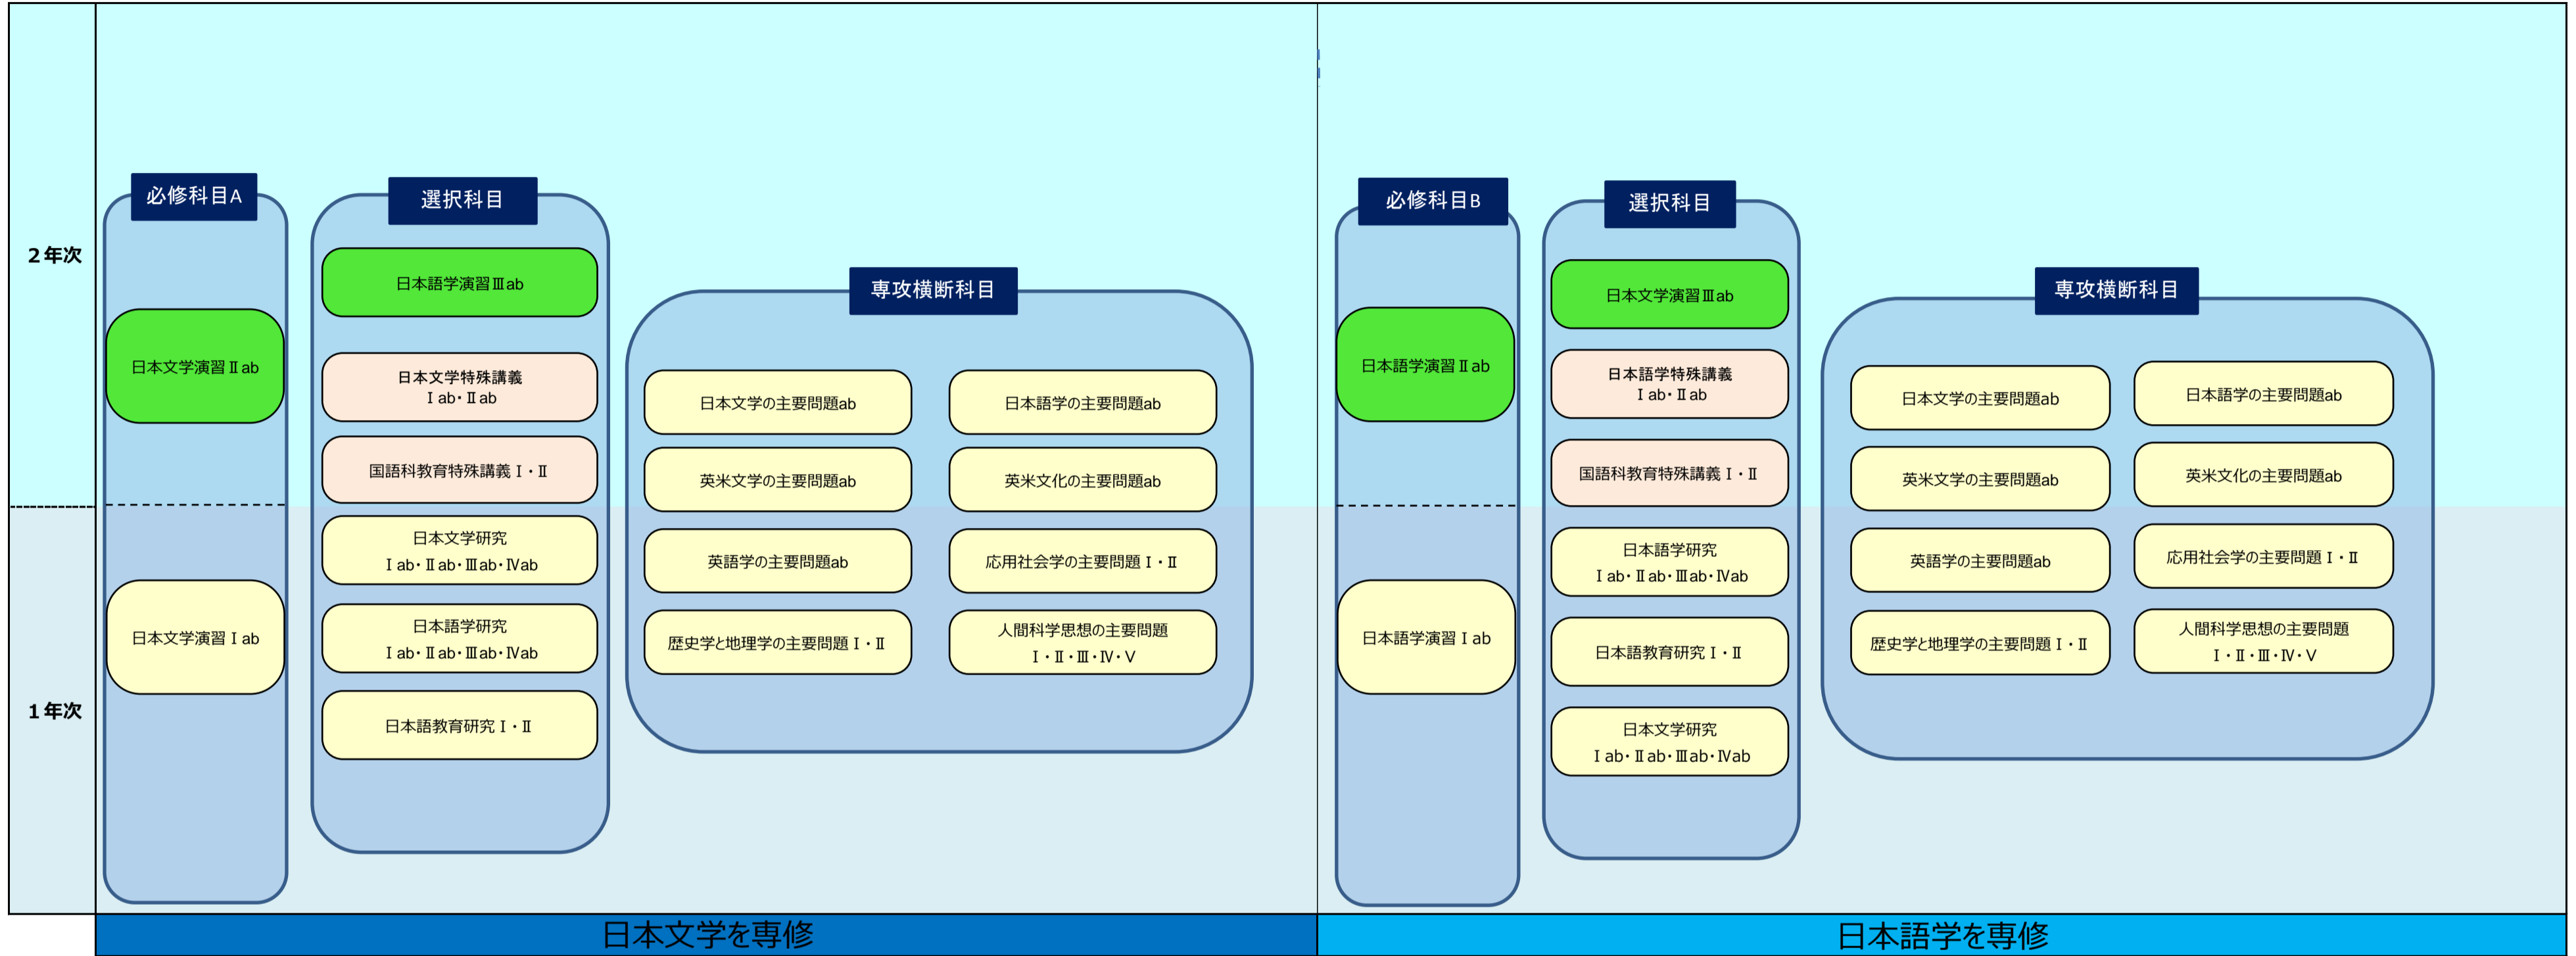 2年次
1年次
必修科目A
日本文学演習Ⅱab
日本文学演習Ⅰab
選択科目
日本語学演習Ⅲab
日本文学特殊講義
Ⅰab・Ⅱab
国語科教育特殊講義Ⅰ・Ⅱ
日本文学研究
Ⅰab・Ⅱab・Ⅲab・Ⅳab
日本語学研究
Ⅰab・Ⅱab・Ⅲab・Ⅳab
日本語教育研究Ⅰ・Ⅱ
専攻横断科目
日本文学の主要問題ab
日本語学の主要問題ab
英米文学の主要問題ab
英米文化の主要問題ab
英語学の主要問題ab
応用社会学の主要問題Ⅰ・Ⅱ
歴史学と地理学の主要問題Ⅰ・Ⅱ
人間科学思想の主要問題
Ⅰ・Ⅱ・Ⅲ・Ⅳ・Ⅴ
日本文学を専修
必修科目B
日本語学演習Ⅱab
日本語学演習Ⅰab
選択科目
日本文学演習Ⅲab
日本語学特殊講義
Ⅰab・Ⅱab
国語科教育特殊講義Ⅰ・Ⅱ
日本語学研究
Ⅰab・Ⅱab・Ⅲab・Ⅳab
日本語教育研究Ⅰ・Ⅱ
日本文学研究
Ⅰab・Ⅱab・Ⅲab・Ⅳab
専攻横断科目
日本文学の主要問題ab
日本語学の主要問題ab
英米文学の主要問題ab
英米文化の主要問題ab
英語学の主要問題ab
応用社会学の主要問題Ⅰ・Ⅱ
歴史学と地理学の主要問題Ⅰ・Ⅱ
人間科学思想の主要問題
Ⅰ・Ⅱ・Ⅲ・Ⅳ・Ⅴ
日本語学を専修